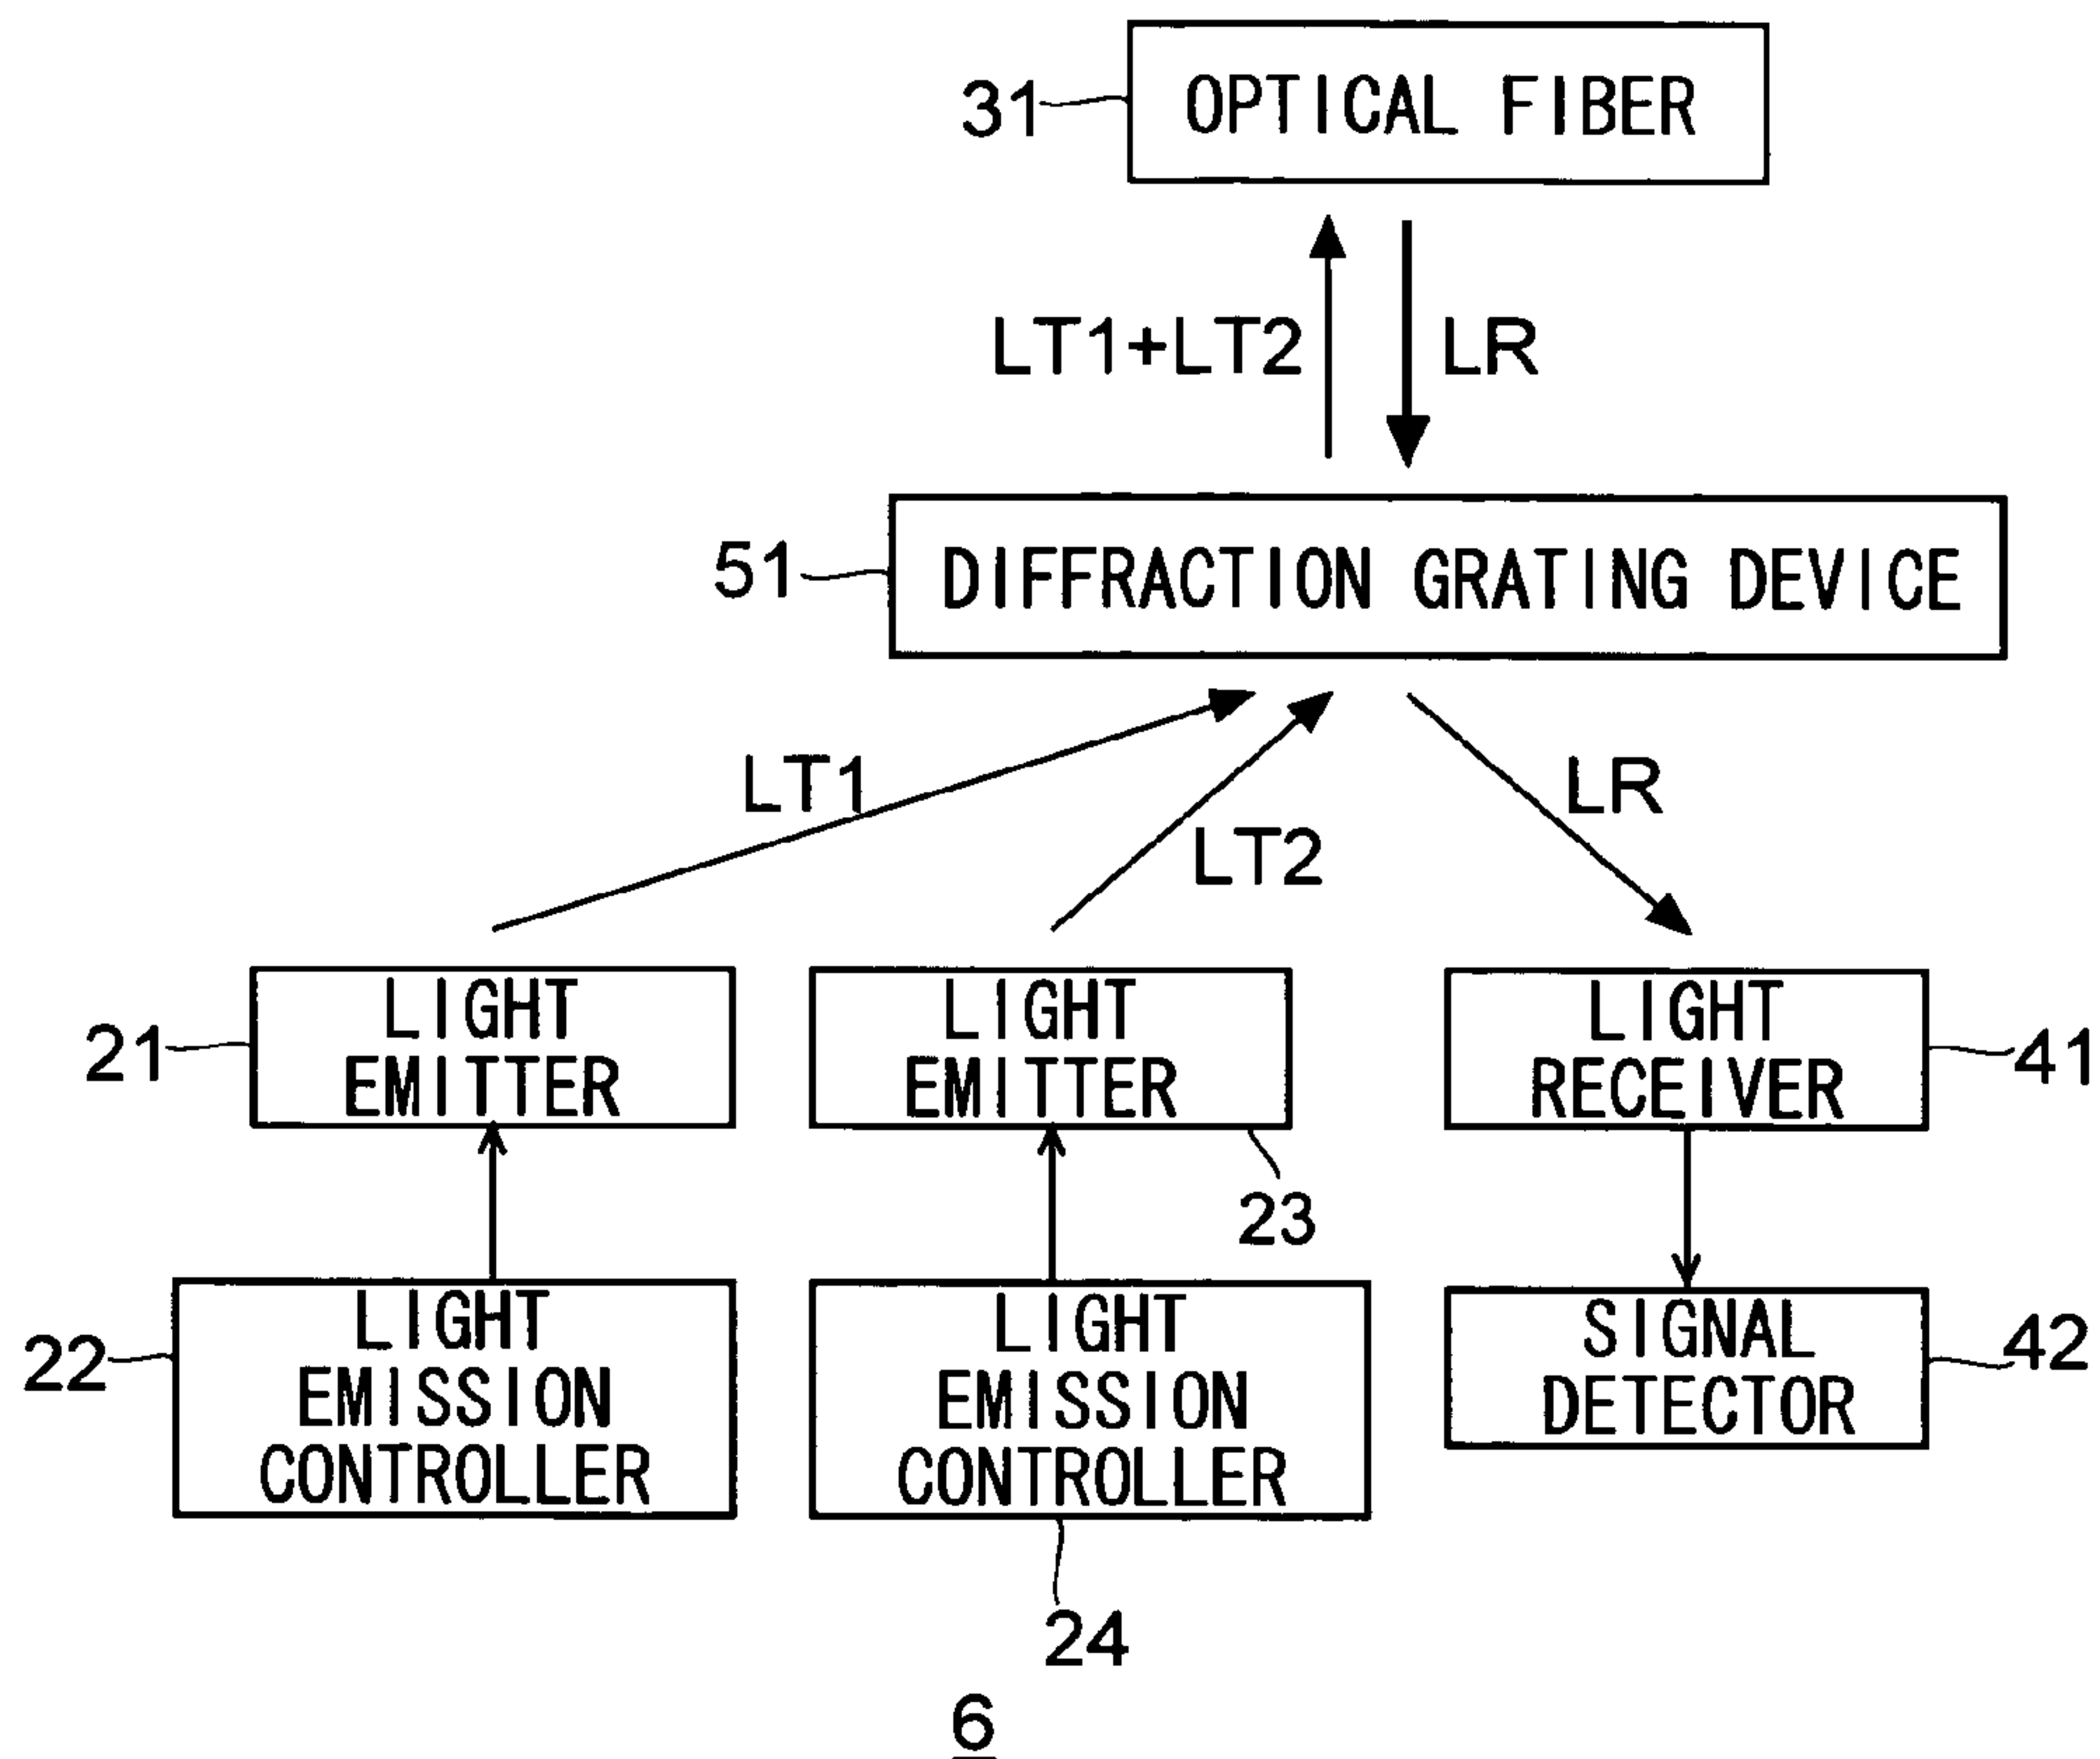 31
OPTICAL FIBER
LT1+LT2
LR
51
DIFFRACTION GRATING DEVICE
LT1
LT2
LR
21
LIGHT
EMITTER
LIGHT
EMITTER
23
LIGHT
RECEIVER
41
22
LIGHT
EMISSION
CONTROLLER
LIGHT
EMISSION
CONTROLLER
24
SIGNAL
DETECTOR
42
6